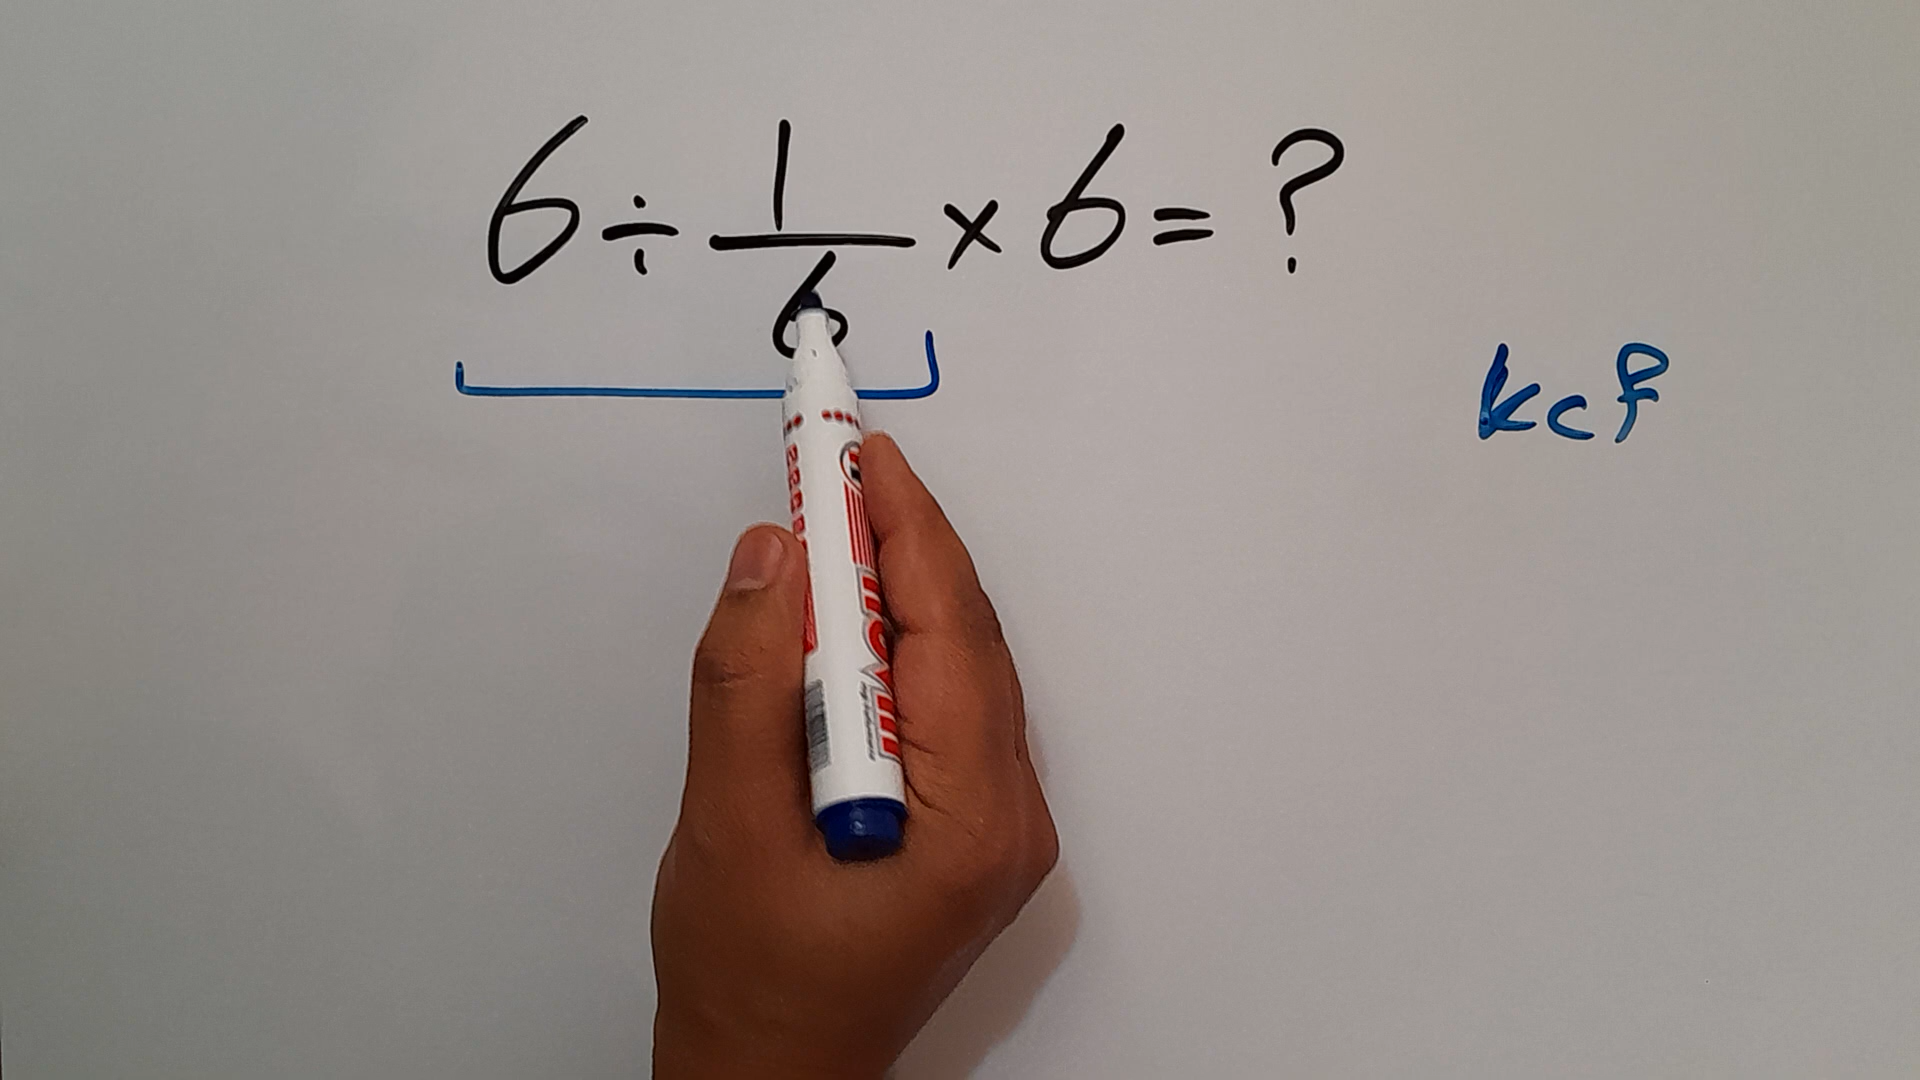 6 ÷ 1/6 × 6 = ?
kcf